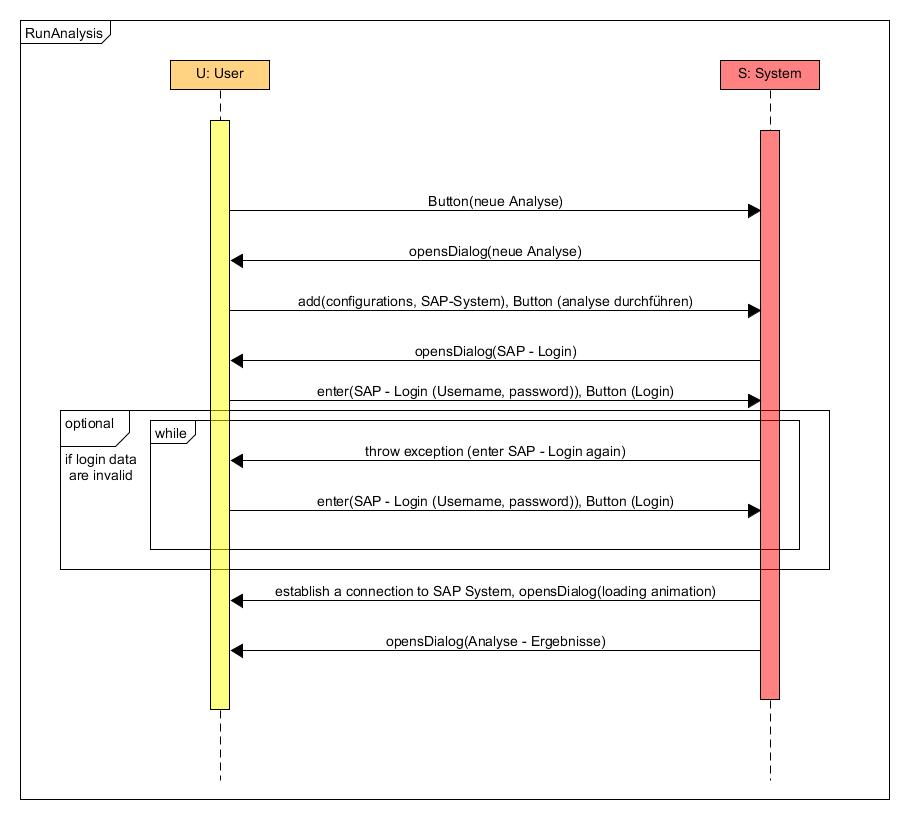 RunAnalysis
U: User
S: System
Button(neue Analyse)
opensDialog(neue Analyse)
add(configurations, SAP-System), Button (analyse durchführen)
opensDialog(SAP - Login)
enter(SAP - Login (Username, password)), Button (Login)
optional
while
if login data
are invalid
throw exception (enter SAP - Login again)
enter(SAP - Login (Username, password)), Button (Login)
establish a connection to SAP System, opensDialog(loading animation)
opensDialog(Analyse - Ergebnisse)